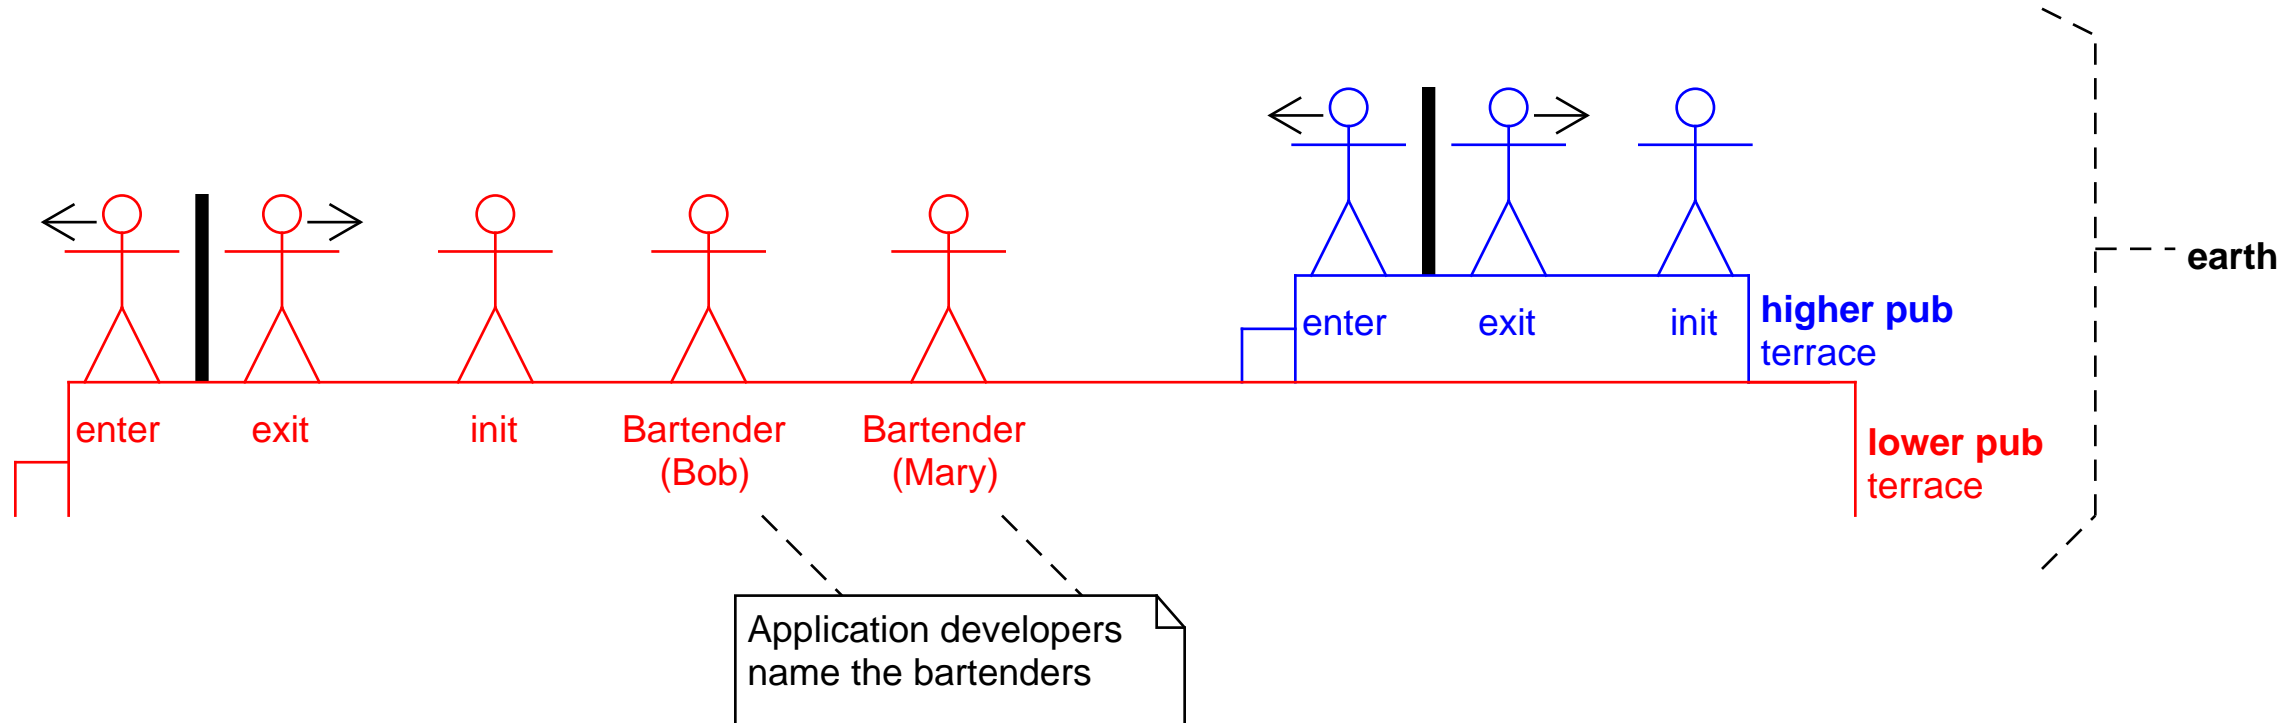 earth
enter
exit
init
higher pub
terrace
enter
exit
init
Bartender
(Bob)
Bartender
(Mary)
lower pub
terrace
Application developers
name the bartenders